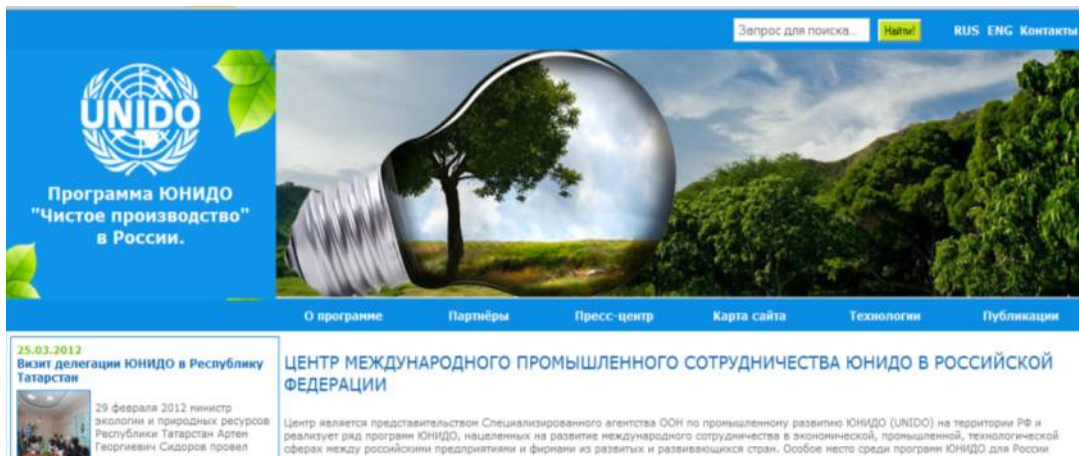 Запрос для поиска...
Найти!
RUS ENG Контакты
UNIDO
Программа ЮНИДО
"Чистое производство"
в России.
О программе Партнёры Пресс-центр Карта сайта Технологии Публикации
25.03.2012
Визит делегации ЮНИДО в Республику
Татарстан
29 февраля 2012 министр
экологии и природных ресурсов
Республики Татарстан Артем
Георгиевич Сидоров провел
ЦЕНТР МЕЖДУНАРОДНОГО ПРОМЫШЛЕННОГО СОТРУДНИЧЕСТВА ЮНИДО В РОССИЙСКОЙ
ФЕДЕРАЦИИ
Центр является представительством Специализированного агентства ООН по промышленному развитию ЮНИДО (UNIDO) на территории РФ и
реализует ряд программ ЮНИДО, нацеленных на развитие международного сотрудничества в экономической, промышленной, технологической
сферах между российскими предприятиями и фирмами из развитых и развивающихся стран. Особое место среди программ ЮНИДО для России